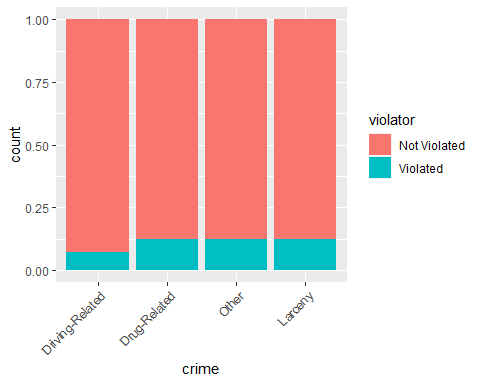 1.00
0.75
0.50
0.25
0.00
count
Driving-Related
Drug-Related
Other
Larceny
crime
violator
Not Violated
Violated